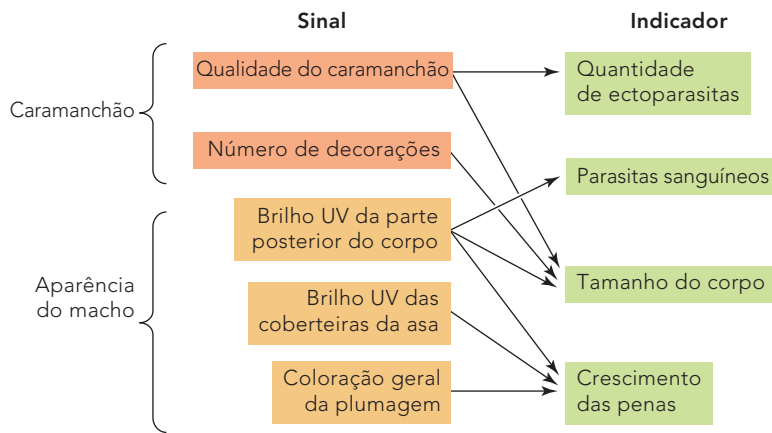 Sinal
Indicador
Caramanhão
Qualidade do caramanchão
Número de decorações
Aparência
do macho
Brilho UV da parte
posterior do corpo
Brilho UV das
coberteiras da asa
Coloração geral
da plumagem
Quantidade
de ectoparasitas
Parasitas sanguíneos
Tamanho do corpo
Crescimento
das penas